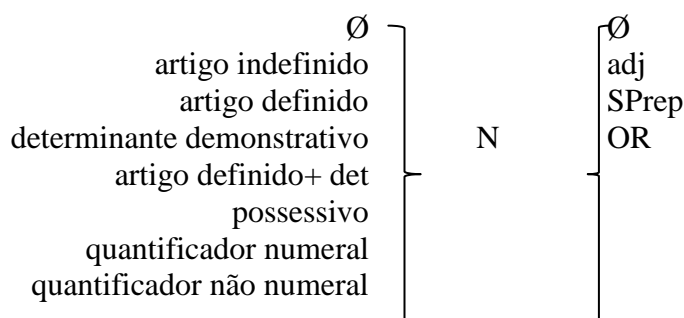 Ø Ø
artigo indefinido adj
artigo definido SPrep
determinante demonstrativo N OR
artigo definido+ det
possessivo
quantificador numeral
quantificador não numeral